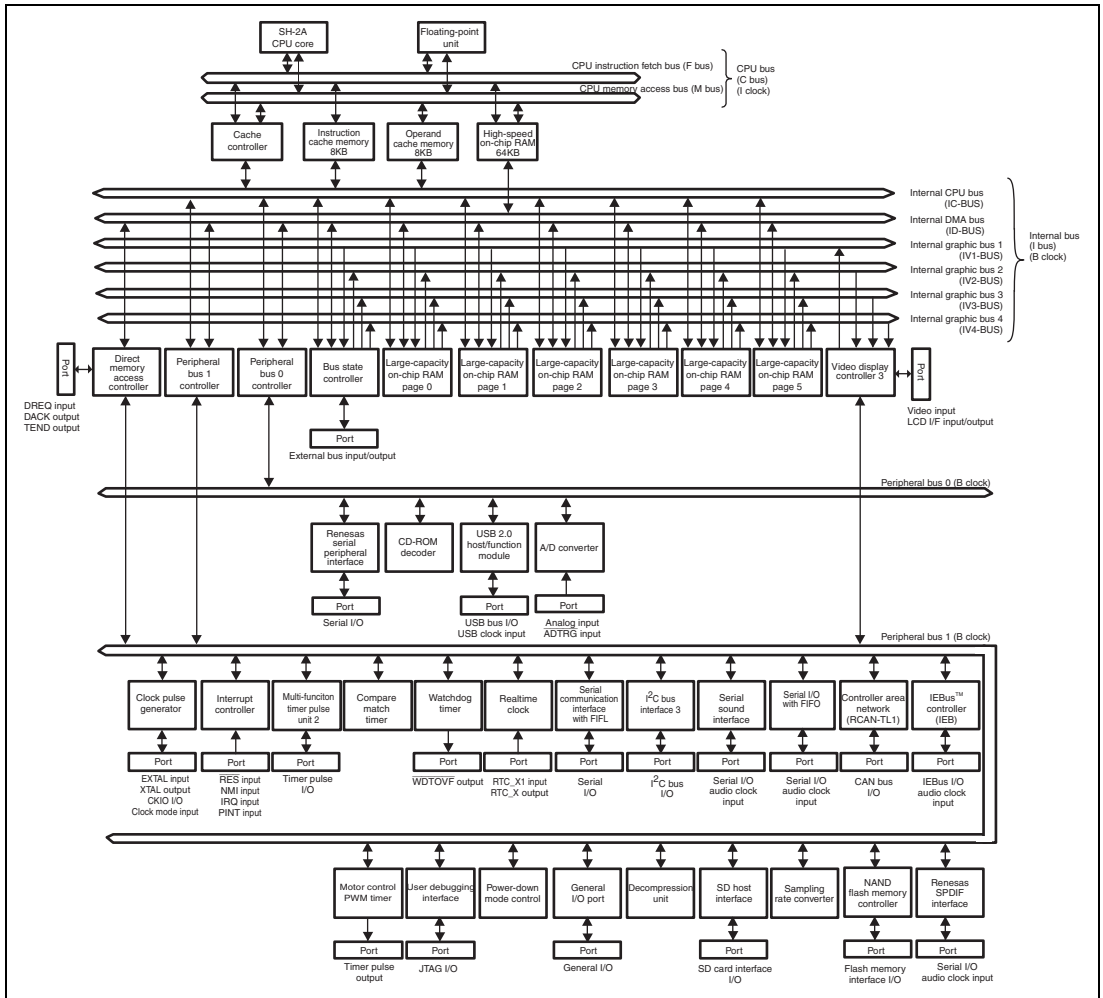 SH-2A
CPU core
Floating-point
unit
CPU instruction fetch bus (F bus)
CPU memory access bus (M bus)
CPU bus
(C bus)
(I clock)
Cache
controller
Instruction
cache memory
8KB
Operand
cache memory
8KB
High-speed
on-chip RAM
64KB
Internal CPU bus
(IC-BUS)
Internal DMA bus
(ID-BUS)
Internal graphic bus 1
(IV1-BUS)
Internal graphic bus 2
(IV2-BUS)
Internal graphic bus 3
(IV3-BUS)
Internal graphic bus 4
(IV4-BUS)
Internal bus
(I bus)
(B clock)
Port
DREQ input
DACK output
TEND output
Direct
memory
access
controller
Peripheral
bus 1
controller
Peripheral
bus 0
controller
Bus state
controller
Large-capacity
on-chip RAM
page 0
Large-capacity
on-chip RAM
page 1
Large-capacity
on-chip RAM
page 2
Large-capacity
on-chip RAM
page 3
Large-capacity
on-chip RAM
page 4
Large-capacity
on-chip RAM
page 5
Video display
controller 3
Port
Video input
LCD I/F input/output
Port
External bus input/output
Peripheral bus 0 (B clock)
Renesas
serial
peripheral
interface
CD-ROM
decoder
USB 2.0
host/function
module
A/D converter
Port
Serial I/O
Port
USB bus I/O
USB clock input
Port
Analog input
ADTRG input
Peripheral bus 1 (B clock)
Clock pulse
generator
Interrupt
controller
Multi-funciton
timer pulse
unit 2
Compare
match
timer
Watchdog
timer
Realtime
clock
Serial
communication
interface
with FIFL
I2C bus
interface 3
Serial
sound
interface
Serial I/O
with FIFO
Controller area
network
(RCAN-TL1)
IEBus™
controller
(IEB)
Port
EXTAL input
XTAL output
CKIO I/O
Clock mode input
Port
RES input
NMI input
IRQ input
PINT input
Port
Timer pulse
I/O
Port
WDTOVF output
Port
RTC_X1 input
RTC_X output
Port
Serial
I/O
Port
I2C bus
I/O
Port
Serial I/O
audio clock
input
Port
Serial I/O
audio clock
input
Port
CAN bus
I/O
Port
IEBus I/O
audio clock
input
Motor control
PWM timer
User debugging
interface
Power-down
mode control
General
I/O port
Decompression
unit
SD host
interface
Sampling
rate converter
NAND
flash memory
controller
Renesas
SPDIF
interface
Port
Timer pulse
output
Port
JTAG I/O
Port
General I/O
Port
SD card interface
I/O
Port
Flash memory
interface I/O
Port
Serial I/O
audio clock input